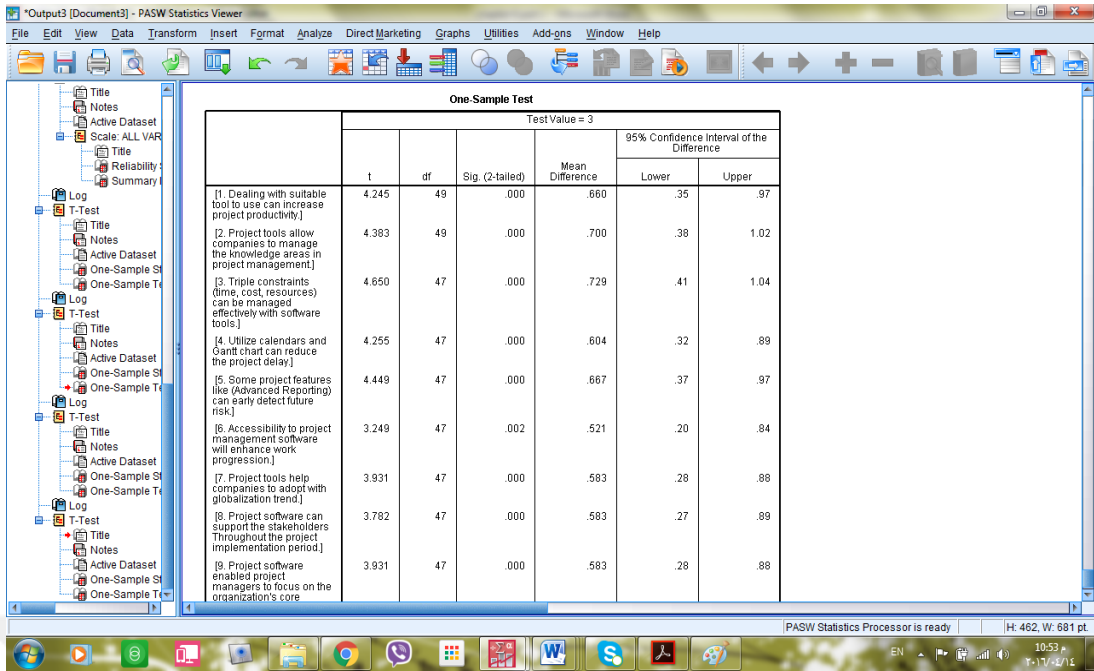 *Output3 [Document3] - PASW Statistics Viewer
File Edit View Data Transform Insert Format Analyze Direct Marketing Graphs Utilities Add-ons Window Help
Title
Notes
Active Dataset
Scale: ALL VAR
Title
Reliability
Summary
Log
T-Test
Title
Notes
Active Dataset
One-Sample St
One-Sample Te
Log
T-Test
Title
Notes
Active Dataset
One-Sample St
One-Sample Te
Log
T-Test
Title
Notes
Active Dataset
One-Sample St
One-Sample Te
Log
T-Test
Title
Notes
Active Dataset
One-Sample St
One-Sample Te
One-Sample Test
Test Value = 3
95% Confidence Interval of the
Difference
t df Sig. (2-tailed) Mean
Difference Lower Upper
[1. Dealing with suitable 4.245 49 .000 .660 .35 .97
tool to use can increase
project productivity.]
[2. Project tools allow 4.383 49 .000 .700 .38 1.02
companies to manage
the knowledge areas in
project management.]
[3. Triple constraints 4.650 47 .000 .729 .41 1.04
(time, cost, resources)
can be managed
effectively with software
tools.]
[4. Utilize calendars and 4.255 47 .000 .604 .32 .89
Gantt chart can reduce
the project delay.]
[5. Some project features 4.449 47 .000 .667 .37 .97
like (Advanced Reporting)
can early detect future
risk.]
[6. Accessibility to project 3.249 47 .002 .521 .20 .84
management software
will enhance work
progression.]
[7. Project tools help 3.931 47 .000 .583 .28 .88
companies to adopt with
globalization trend.]
[8. Project software can 3.782 47 .000 .583 .27 .89
support the stakeholders
Throughout the project
implementation period.]
[9. Project software 3.931 47 .000 .583 .28 .88
enabled project
managers to focus on the
organization's core
PASW Statistics Processor is ready H: 462, W: 681 pt.
EN 10:53 م
٢٠١٦/٠٤/١٤